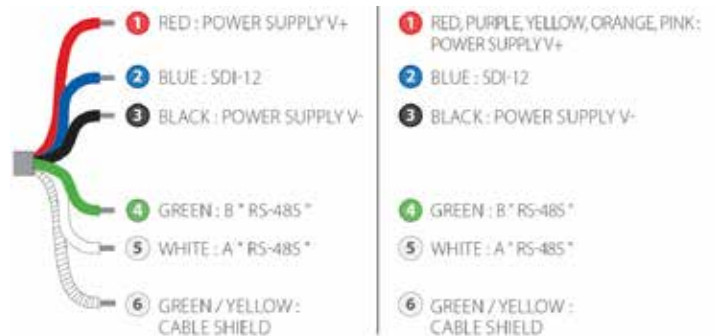 1 RED : POWER SUPPLY V+
2 BLUE : SDI-12
3 BLACK : POWER SUPPLY V-
4 GREEN : B " RS-485 "
5 WHITE : A " RS-485 "
6 GREEN / YELLOW :
CABLE SHIELD
1 RED, PURPLE, YELLOW, ORANGE, PINK :
POWER SUPPLY V+
2 BLUE : SDI-12
3 BLACK : POWER SUPPLY V-
4 GREEN : B " RS-485 "
5 WHITE : A " RS-485 "
6 GREEN / YELLOW :
CABLE SHIELD